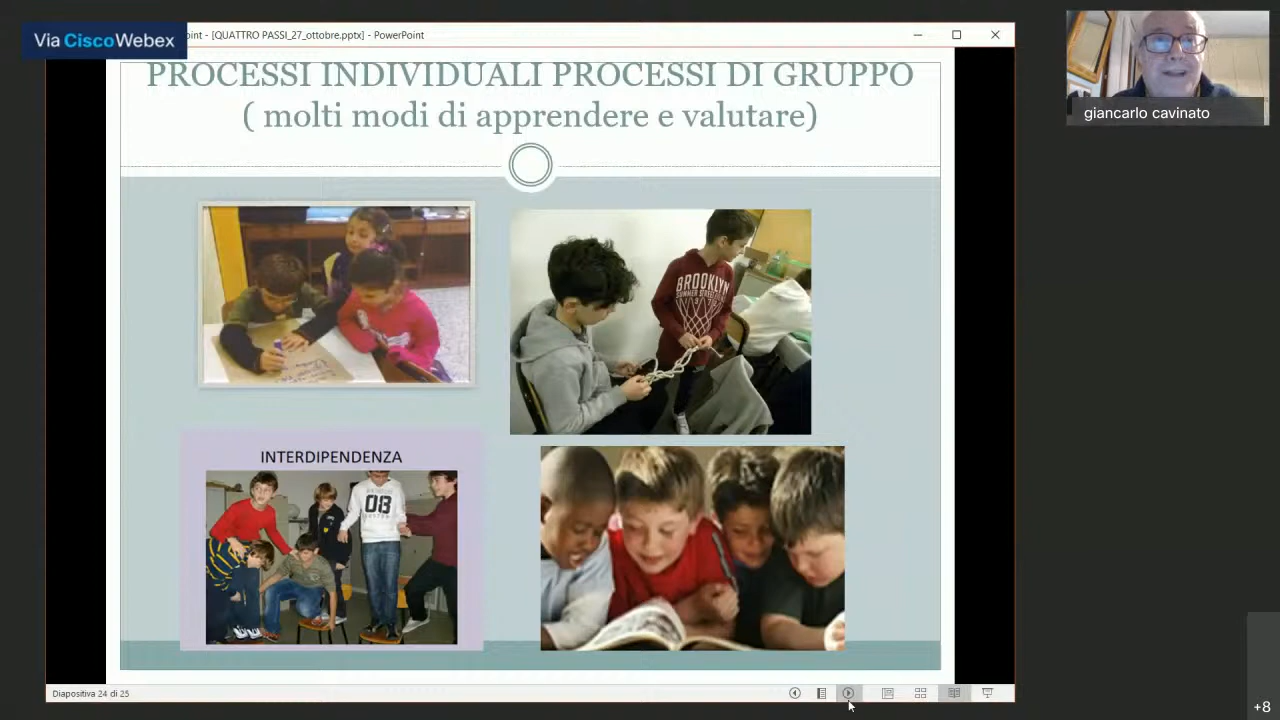 Via CiscoWebex
oint - [QUATTRO PASSI_27_ottobre.pptx] - PowerPoint
giancarlo cavinato
PROCESSI INDIVIDUALI PROCESSI DI GRUPPO
( molti modi di apprendere e valutare)
BROOKLYN
INTERDIPENDENZA
08
Diapositiva 24 di 25
+8